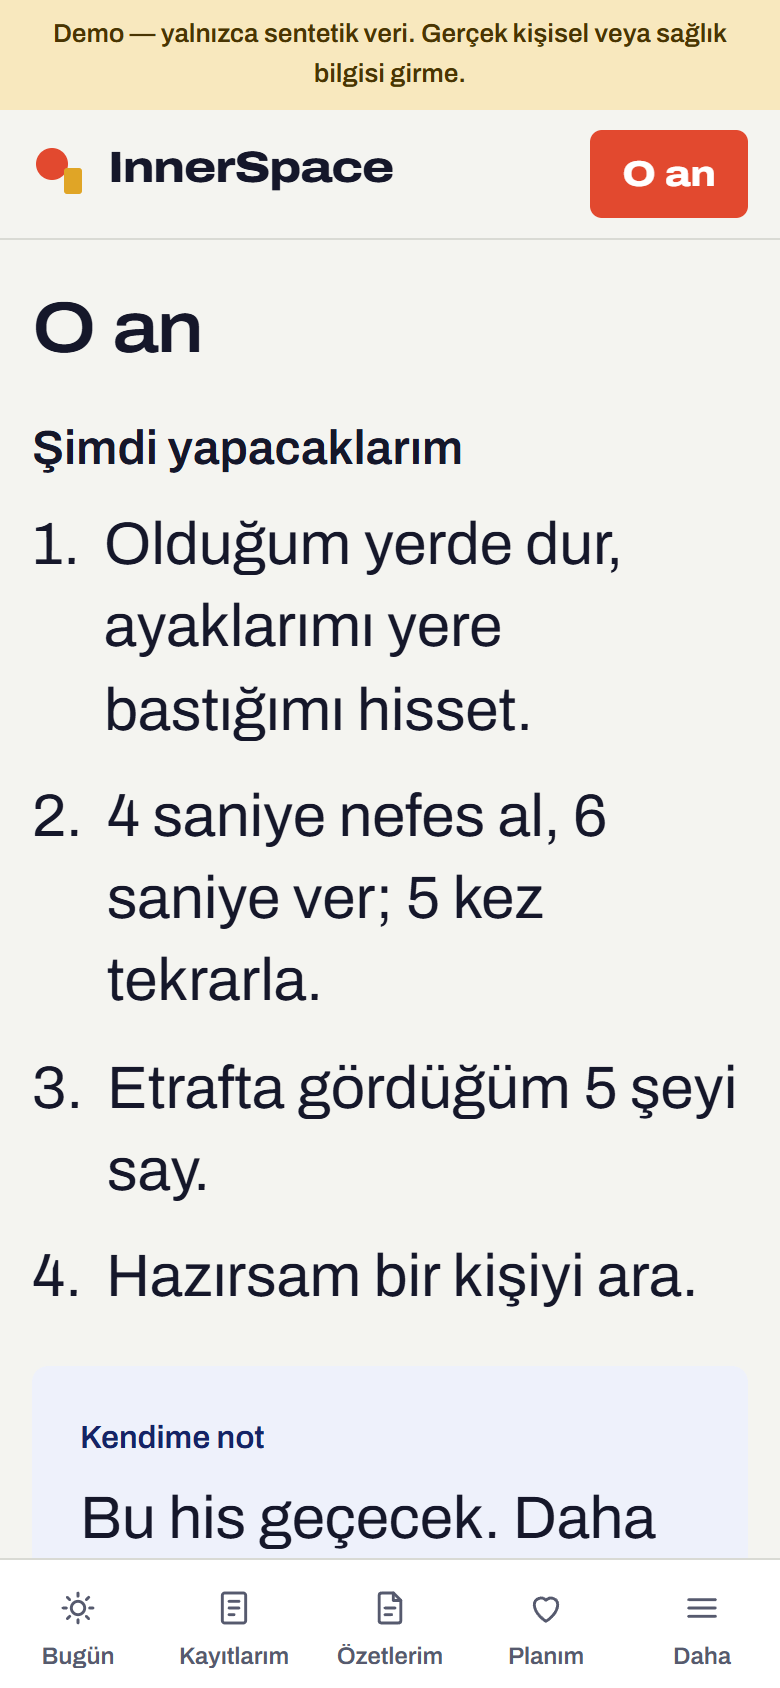 Demo — yalnızca sentetik veri. Gerçek kişisel veya sağlık
bilgisi girme.
InnerSpace
O an
O an
Şimdi yapacaklarım
1. Olduğum yerde dur,
ayaklarımı yere
bastığımı hisset.
2. 4 saniye nefes al, 6
saniye ver; 5 kez
tekrarla.
3. Etrafta gördüğüm 5 şeyi
say.
4. Hazırsam bir kişiyi ara.
Kendime not
Bu his geçecek. Daha
Bugün
Kayıtlarım
Özetlerim
Planım
Daha